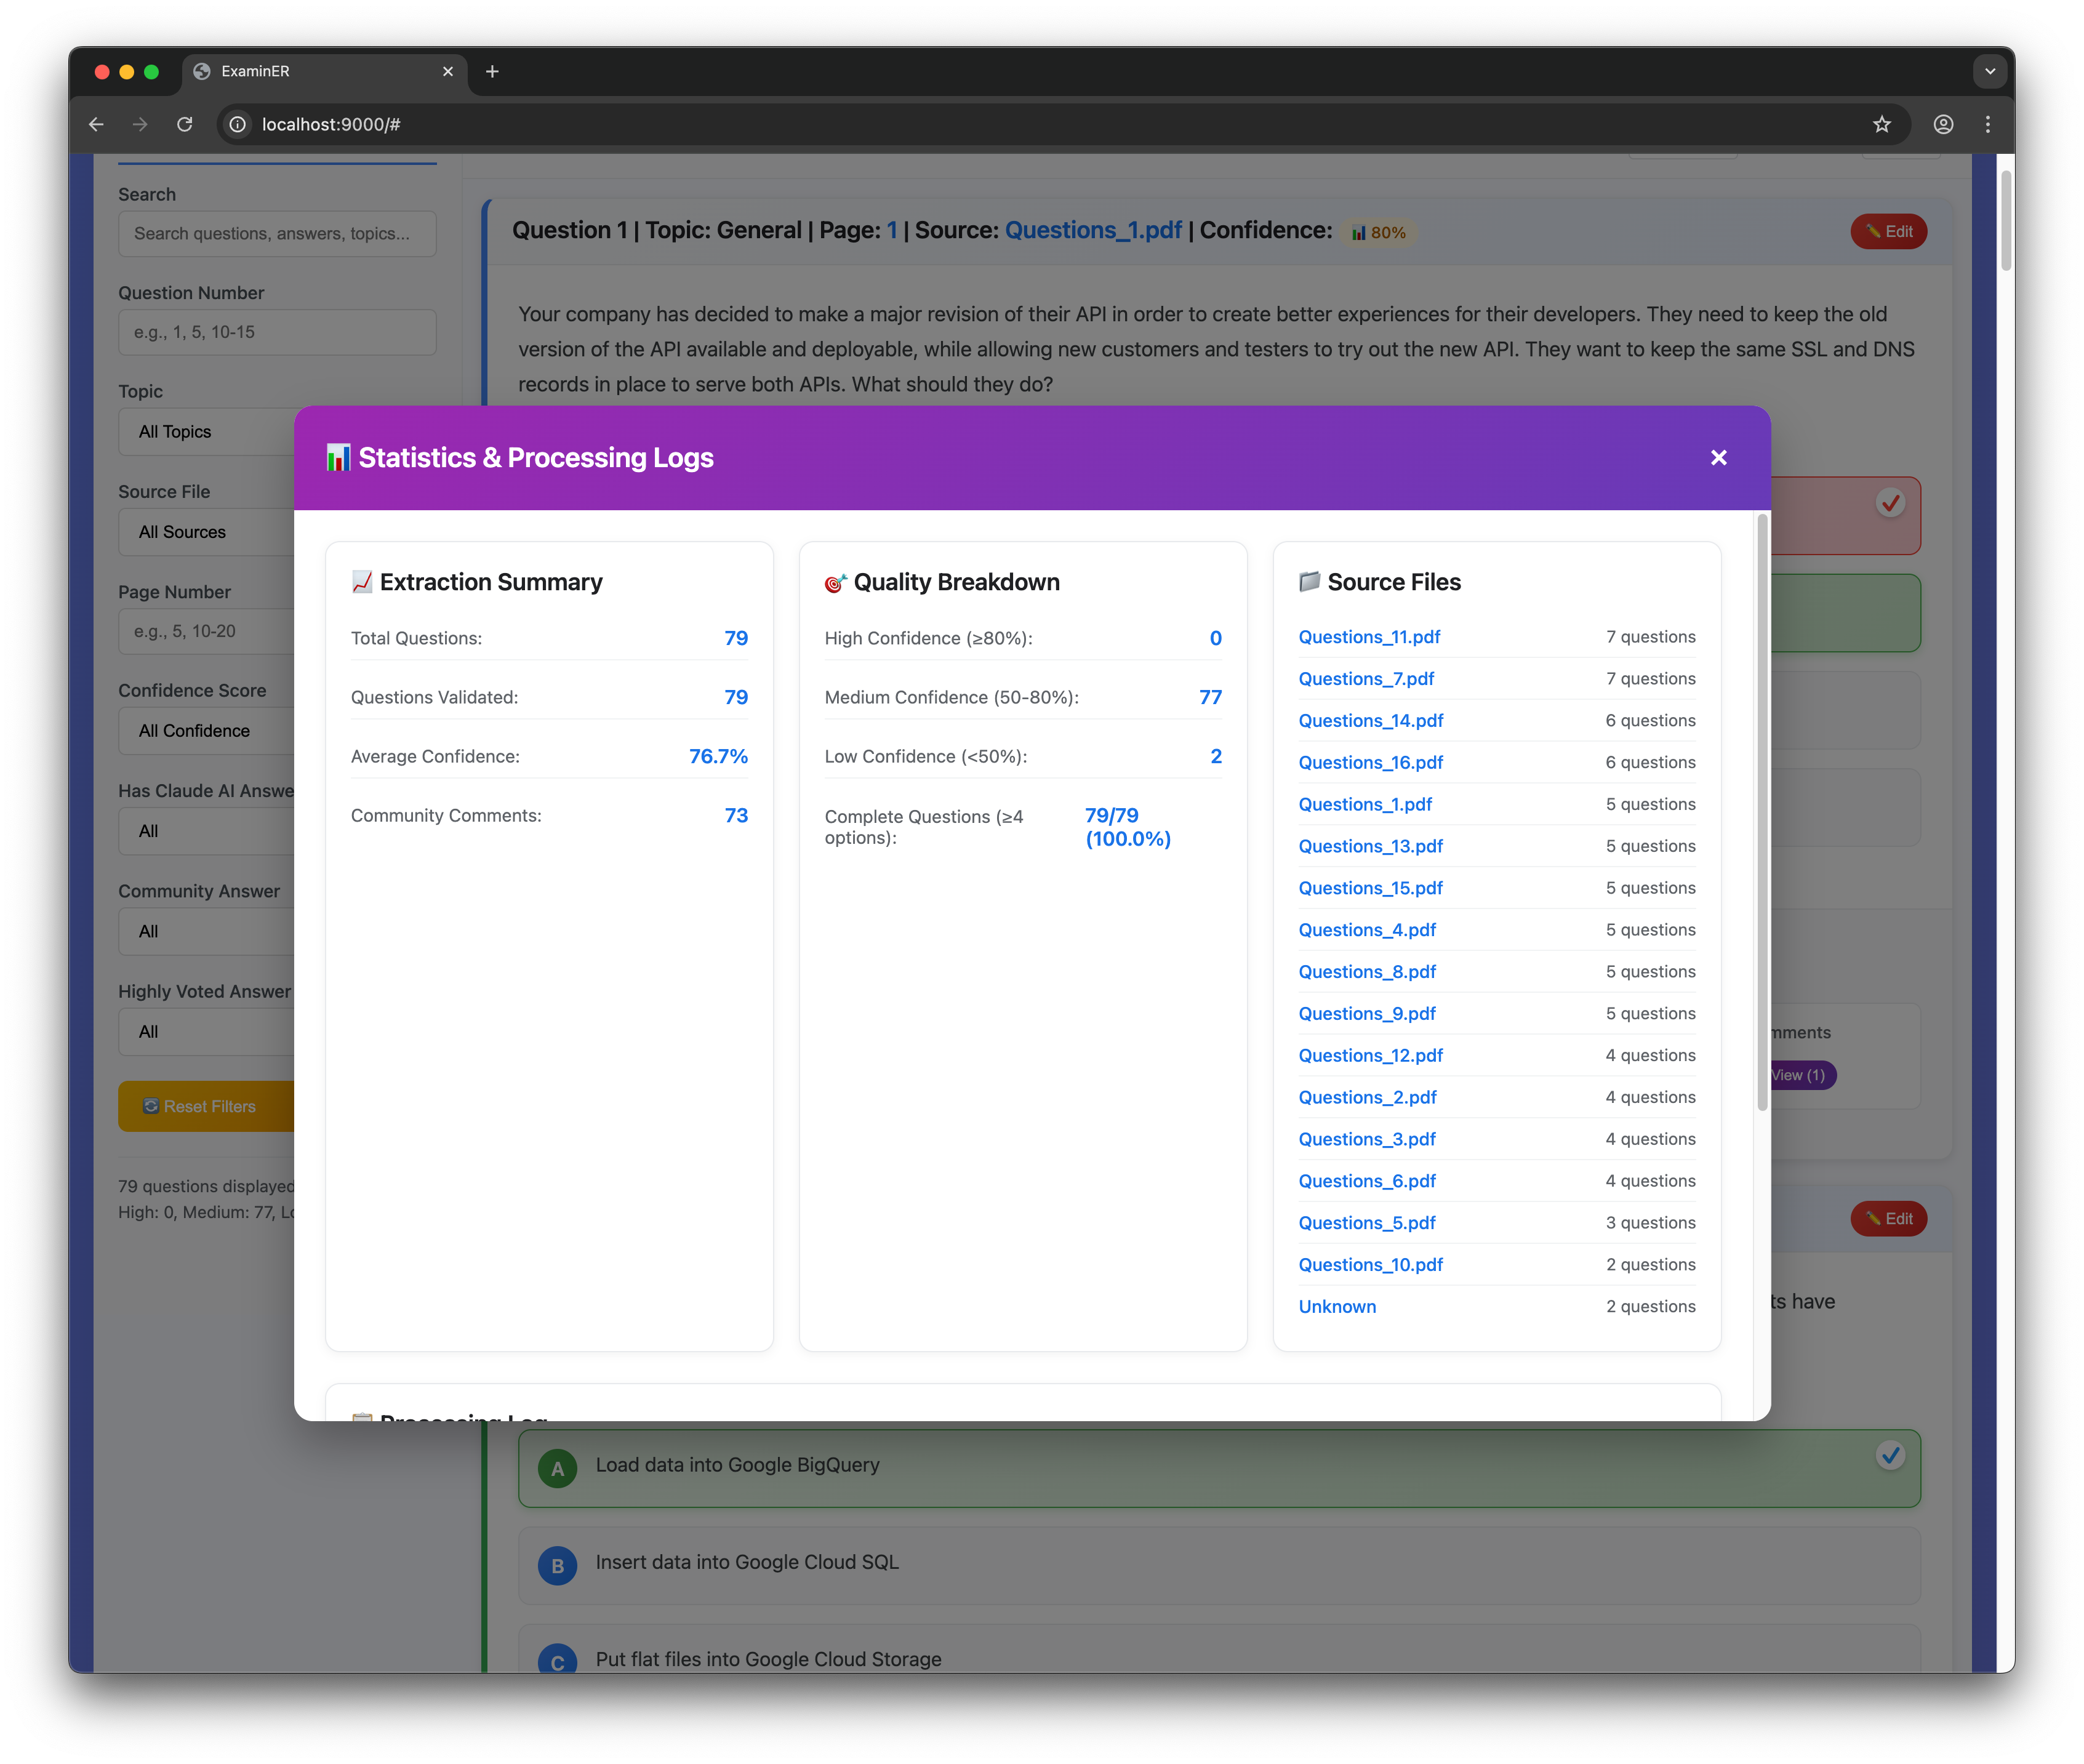 ExaminER
localhost:9000/#
Search
Search questions, answers, topics...
Question Number
e.g., 1, 5, 10-15
Topic
All Topics
Source File
All Sources
Page Number
e.g., 5, 10-20
Confidence Score
All Confidence
Has Claude AI Answe
All
Community Answer
All
Highly Voted Answer
All
Reset Filters
79 questions displayed
High: 0, Medium: 77, Lo
Question 1 | Topic: General | Page: 1 | Source: Questions_1.pdf | Confidence: 80%
Edit
Your company has decided to make a major revision of their API in order to create better experiences for their developers. They need to keep the old
version of the API available and deployable, while allowing new customers and testers to try out the new API. They want to keep the same SSL and DNS
records in place to serve both APIs. What should they do?
Statistics & Processing Logs
Extraction Summary
Total Questions: 79
Questions Validated: 79
Average Confidence: 76.7%
Community Comments: 73
Quality Breakdown
High Confidence (≥80%): 0
Medium Confidence (50-80%): 77
Low Confidence (<50%): 2
Complete Questions (≥4
options):
79/79
(100.0%)
Source Files
Questions_11.pdf 7 questions
Questions_7.pdf 7 questions
Questions_14.pdf 6 questions
Questions_16.pdf 6 questions
Questions_1.pdf 5 questions
Questions_13.pdf 5 questions
Questions_15.pdf 5 questions
Questions_4.pdf 5 questions
Questions_8.pdf 5 questions
Questions_9.pdf 5 questions
Questions_12.pdf 4 questions
Questions_2.pdf 4 questions
Questions_3.pdf 4 questions
Questions_6.pdf 4 questions
Questions_5.pdf 3 questions
Questions_10.pdf 2 questions
Unknown 2 questions
Processing Log
mments
View (1)
Edit
ts have
A Load data into Google BigQuery
B Insert data into Google Cloud SQL
C Put flat files into Google Cloud Storage